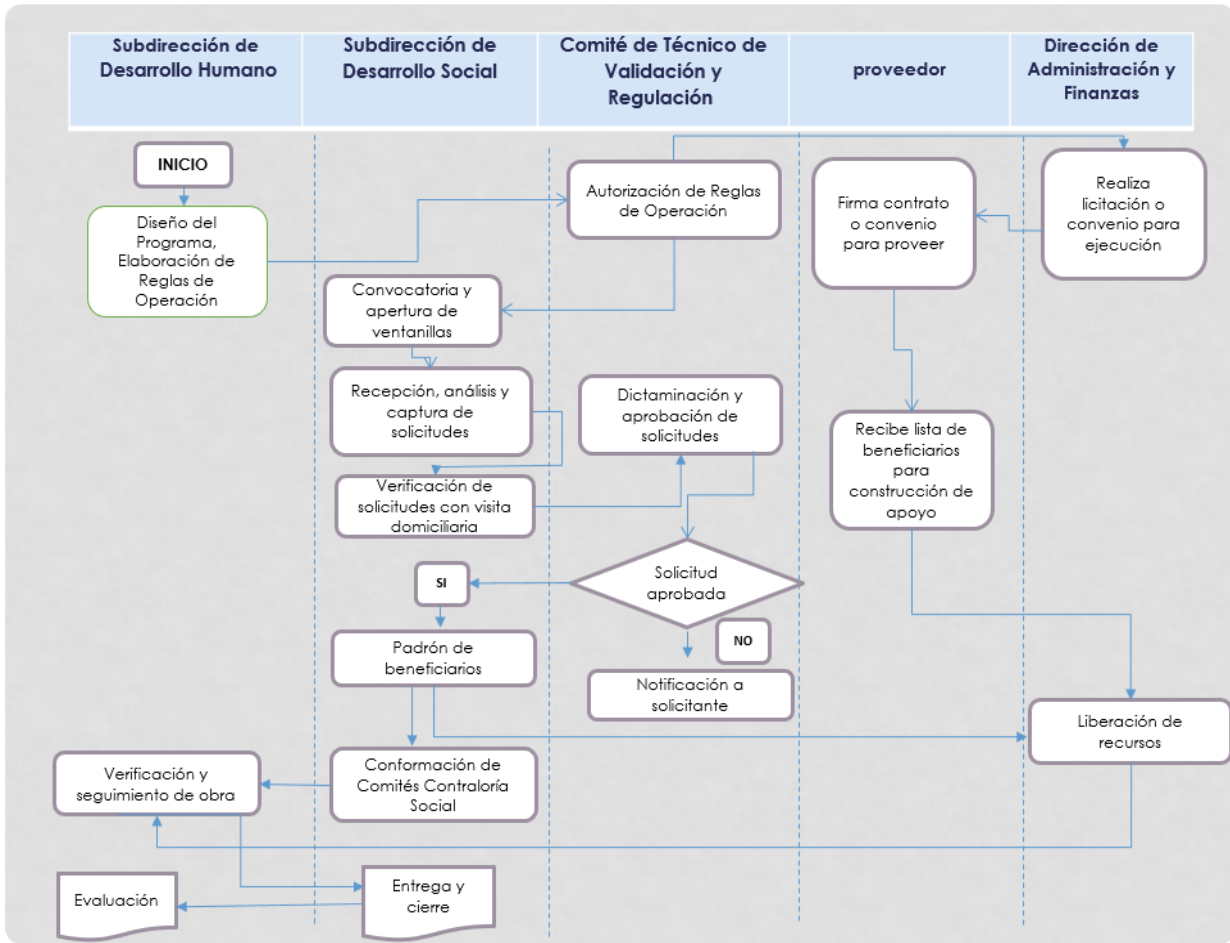 Subdirección de
Desarrollo Humano
Subdirección de
Desarrollo Social
Comité de Técnico de
Validación y
Regulación
proveedor
Dirección de
Administración y
Finanzas
INICIO
Diseño del
Programa,
Elaboración de
Reglas de
Operación
Autorización de Reglas
de Operación
Firma contrato
o convenio
para proveer
Realiza
licitación o
convenio para
ejecución
Convocatoria y
apertura de
ventanillas
Recepción, análisis y
captura de
solicitudes
Dictaminación y
aprobación de
solicitudes
Recibe lista de
beneficiarios
para
construcción de
apoyo
Verificación de
solicitudes con visita
domiciliaria
Solicitud
aprobada
SI
NO
Padrón de
beneficiarios
Notificación a
solicitante
Liberación de
recursos
Verificación y
seguimiento de obra
Conformación de
Comités Contraloría
Social
Evaluación
Entrega y
cierre